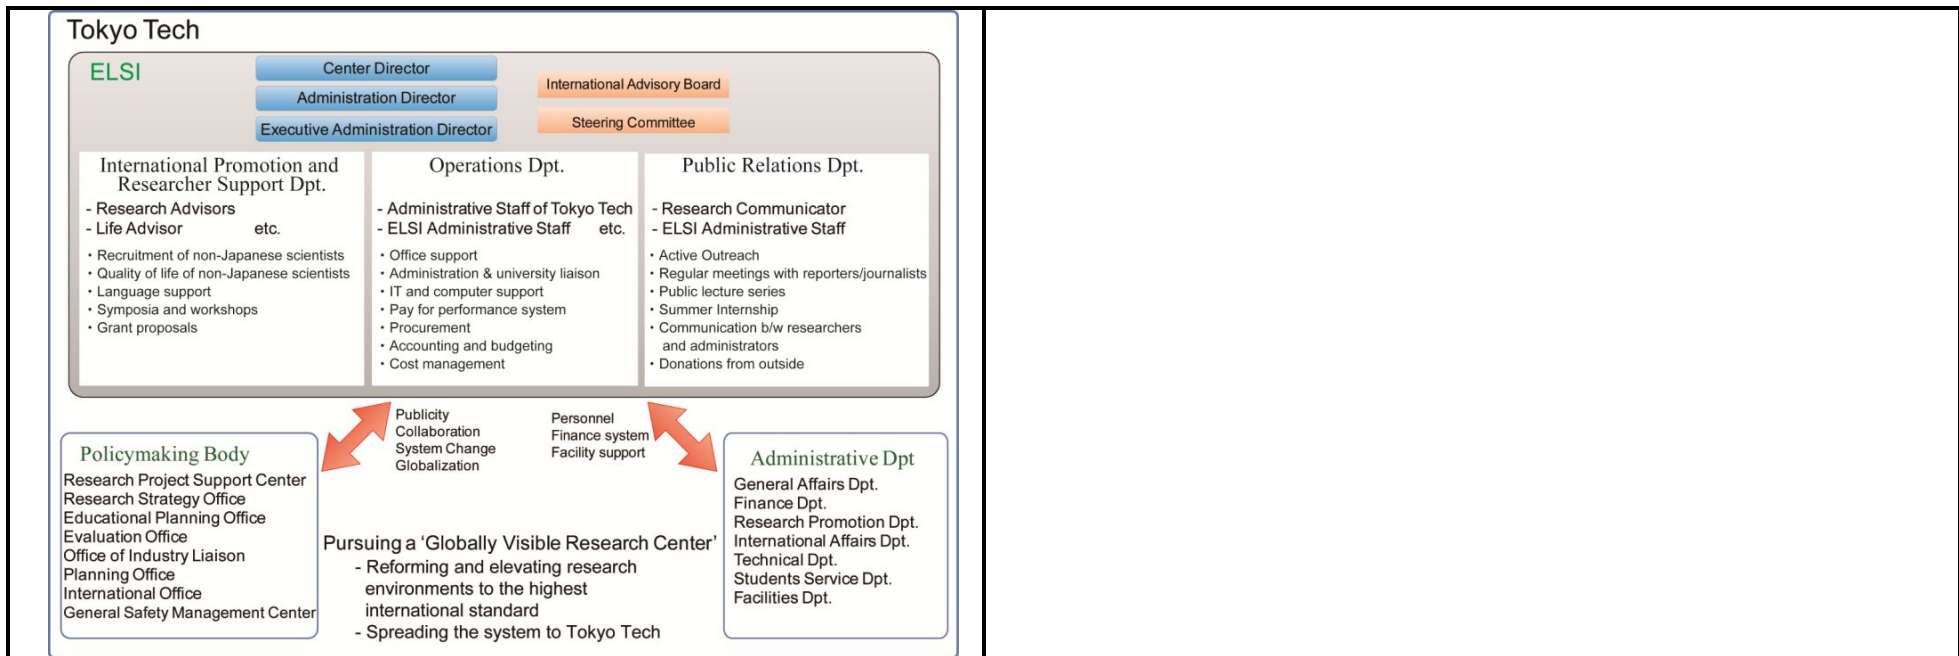 Tokyo Tech
ELSI
Center Director
Administration Director
Executive Administration Director
International Advisory Board
Steering Committee
International Promotion and
Researcher Support Dpt.
- Research Advisors
- Life Advisor etc.
・Recruitment of non-Japanese scientists
・Quality of life of non-Japanese scientists
・Language support
・Symposia and workshops
・Grant proposals
Operations Dpt.
- Administrative Staff of Tokyo Tech
- ELSI Administrative Staff etc.
・Office support
・Administration & university liaison
・IT and computer support
・Pay for performance system
・Procurement
・Accounting and budgeting
・Cost management
Public Relations Dpt.
- Research Communicator
- ELSI Administrative Staff
・Active Outreach
・Regular meetings with reporters/journalists
・Public lecture series
・Summer Internship
・Communication b/w researchers
and administrators
・Donations from outside
Publicity
Collaboration
System Change
Globalization
Personnel
Finance system
Facility support
Policymaking Body
Research Project Support Center
Research Strategy Office
Educational Planning Office
Evaluation Office
Office of Industry Liaison
Planning Office
International Office
General Safety Management Center
Pursuing a ‘Globally Visible Research Center’
- Reforming and elevating research
environments to the highest
international standard
- Spreading the system to Tokyo Tech
Administrative Dpt
General Affairs Dpt.
Finance Dpt.
Research Promotion Dpt.
International Affairs Dpt.
Technical Dpt.
Students Service Dpt.
Facilities Dpt.